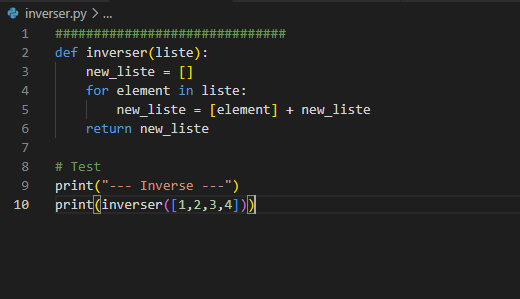 inverser.py > ...
1 ##############################
2 def inverser(liste):
3     new_liste = []
4     for element in liste:
5         new_liste = [element] + new_liste
6     return new_liste
7
8 # Test
9 print("--- Inverse ---")
10 print(inverser([1,2,3,4]))